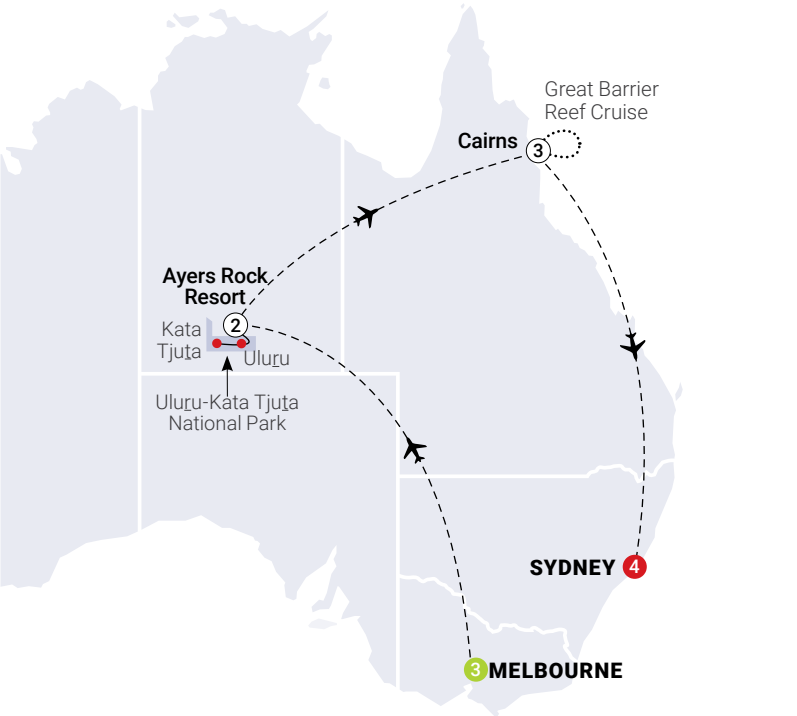 Great Barrier
Reef Cruise
Cairns
3
Ayers Rock
Resort
2
Kata
Tjuṯa
Uluṟu
Uluṟu-Kata Tjuṯa
National Park
SYDNEY 4
3 MELBOURNE